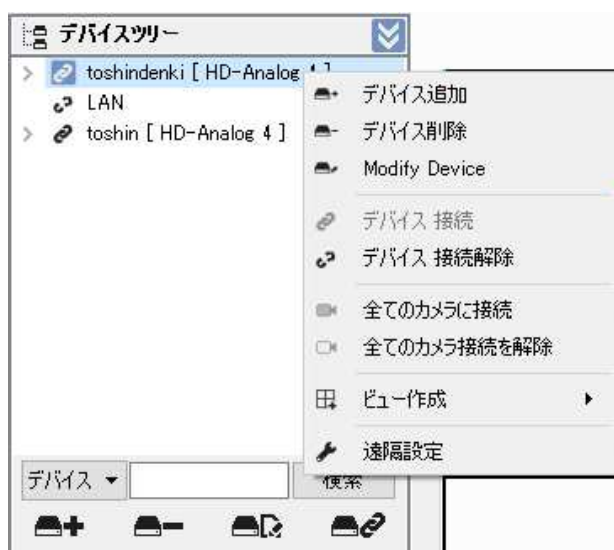 デバイスツリー
toshindenki [ HD-Analog 4 ]
LAN
toshin [ HD-Analog 4 ]
デバイス追加
デバイス削除
Modify Device
デバイス 接続
デバイス 接続解除
全てのカメラに接続
全てのカメラ接続を解除
ビュー作成
遠隔設定
デバイス
検索